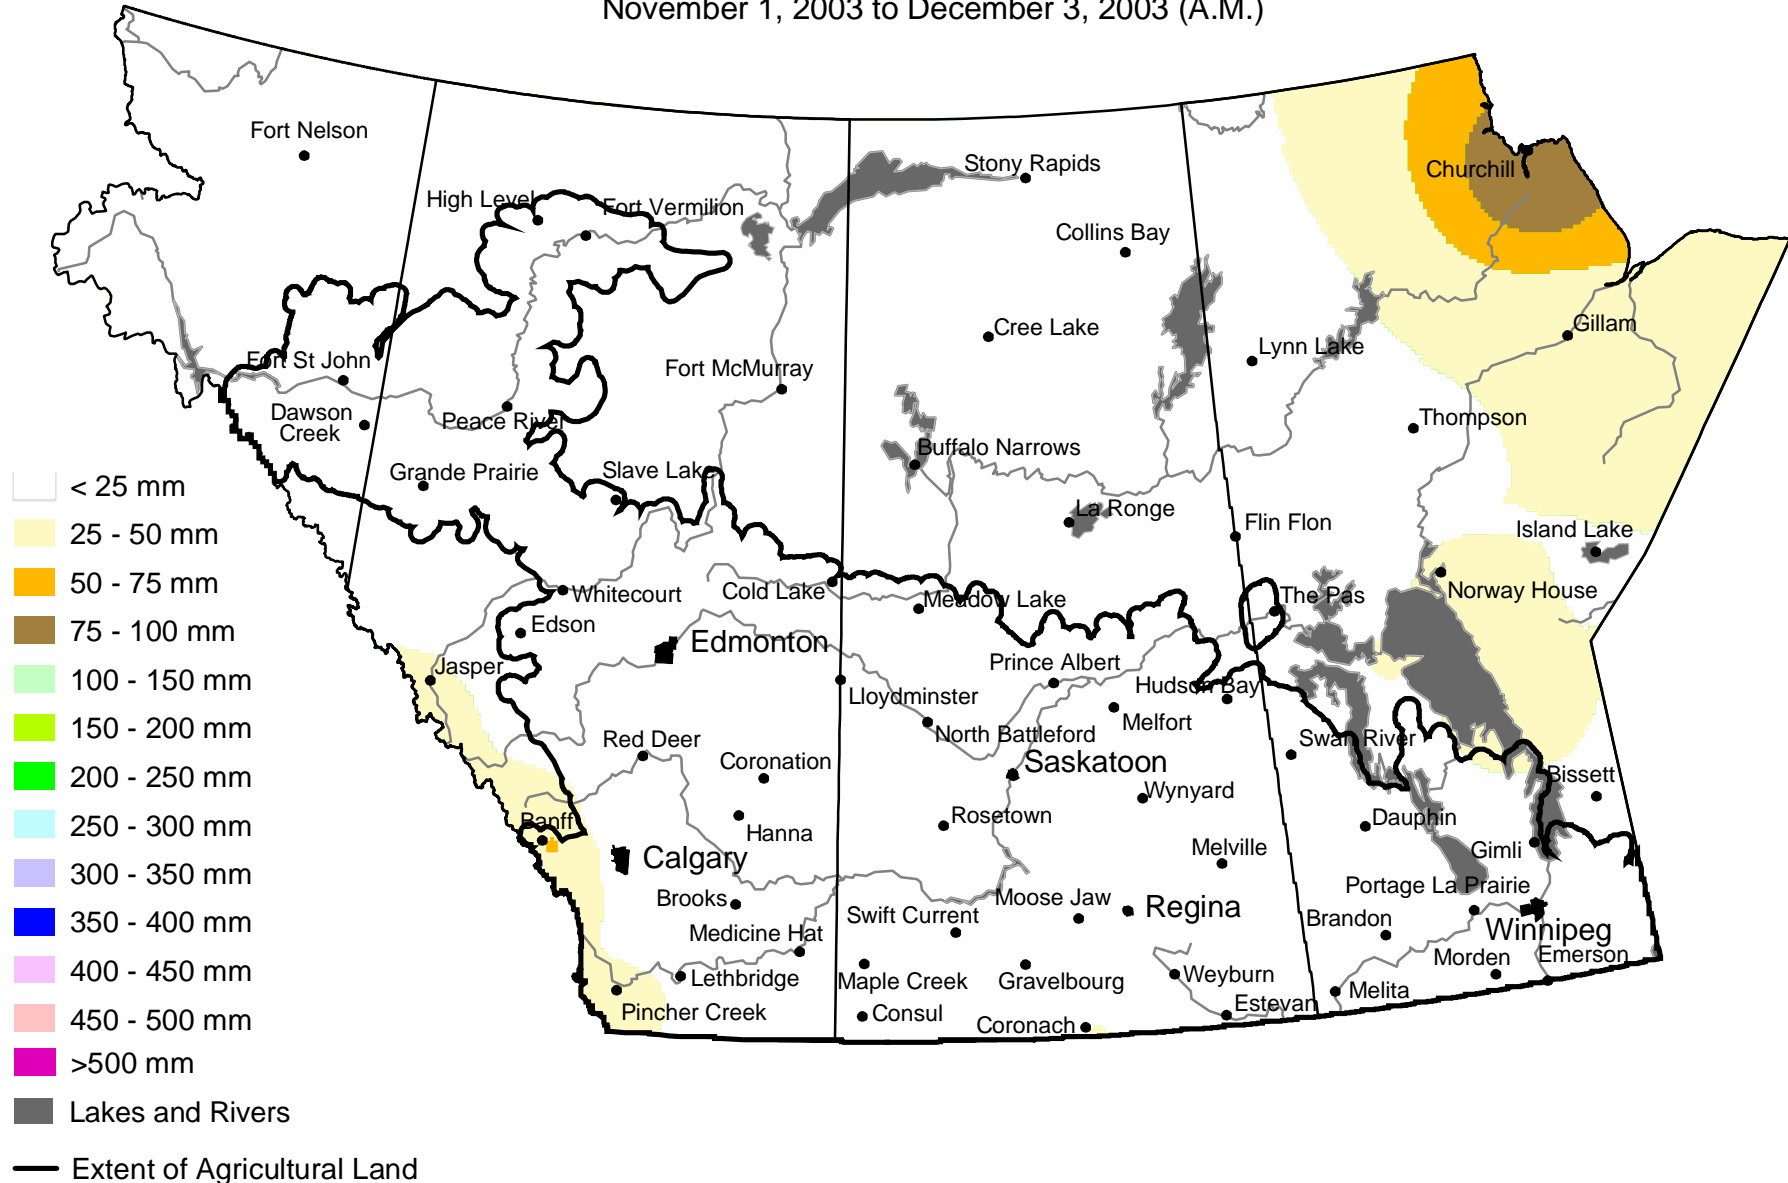 November 1, 2003 to December 3, 2003 (A.M.)
Fort Nelson
Stony Rapids
Churchill
High Level
Fort Vermilion
Collins Bay
Gillam
Cree Lake
Lynn Lake
Fort St John
Fort McMurray
Dawson
Creek
Peace River
Thompson
Buffalo Narrows
Grande Prairie
Slave Lake
La Ronge
Flin Flon
Island Lake
Whitecourt
Cold Lake
Meadow Lake
The Pas
Norway House
Edson
Edmonton
Jasper
Prince Albert
Hudson Bay
Lloydminster
Melfort
North Battleford
Red Deer
Swan River
Coronation
Saskatoon
Bissett
Wynyard
Banff
Hanna
Rosetown
Dauphin
Calgary
Melville
Gimli
Brooks
Moose Jaw
Portage La Prairie
Swift Current
Regina
Brandon
Medicine Hat
Winnipeg
Lethbridge
Maple Creek
Gravelbourg
Weyburn
Morden
Emerson
Pincher Creek
Consul
Coronach
Estevan
Melita
< 25 mm
25 - 50 mm
50 - 75 mm
75 - 100 mm
100 - 150 mm
150 - 200 mm
200 - 250 mm
250 - 300 mm
300 - 350 mm
350 - 400 mm
400 - 450 mm
450 - 500 mm
>500 mm
Lakes and Rivers
Extent of Agricultural Land